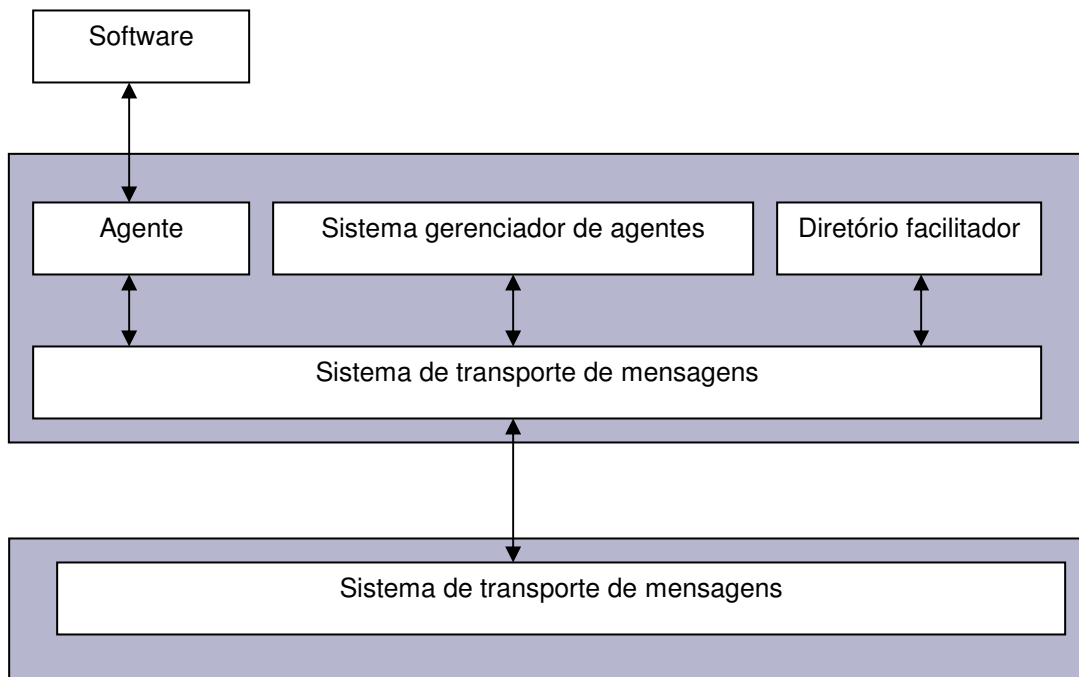 Software
Agente
Sistema gerenciador de agentes
Diretório facilitador
Sistema de transporte de mensagens
Sistema de transporte de mensagens